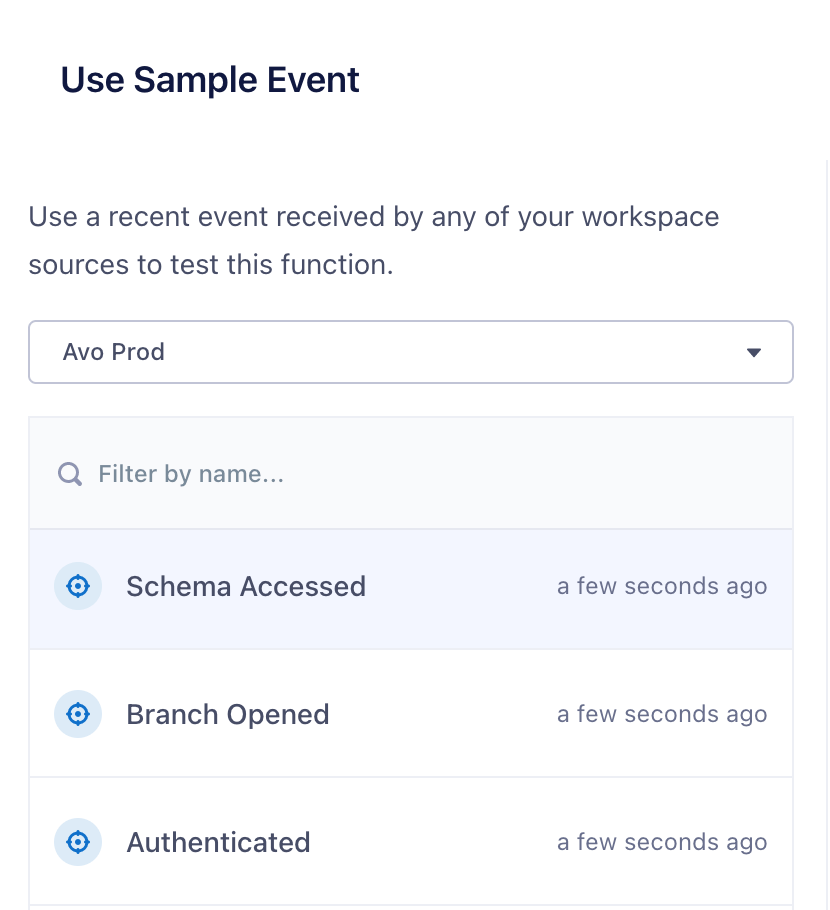 Use Sample Event
Use a recent event received by any of your workspace
sources to test this function.
Avo Prod
Filter by name...
Schema Accessed a few seconds ago
Branch Opened a few seconds ago
Authenticated a few seconds ago